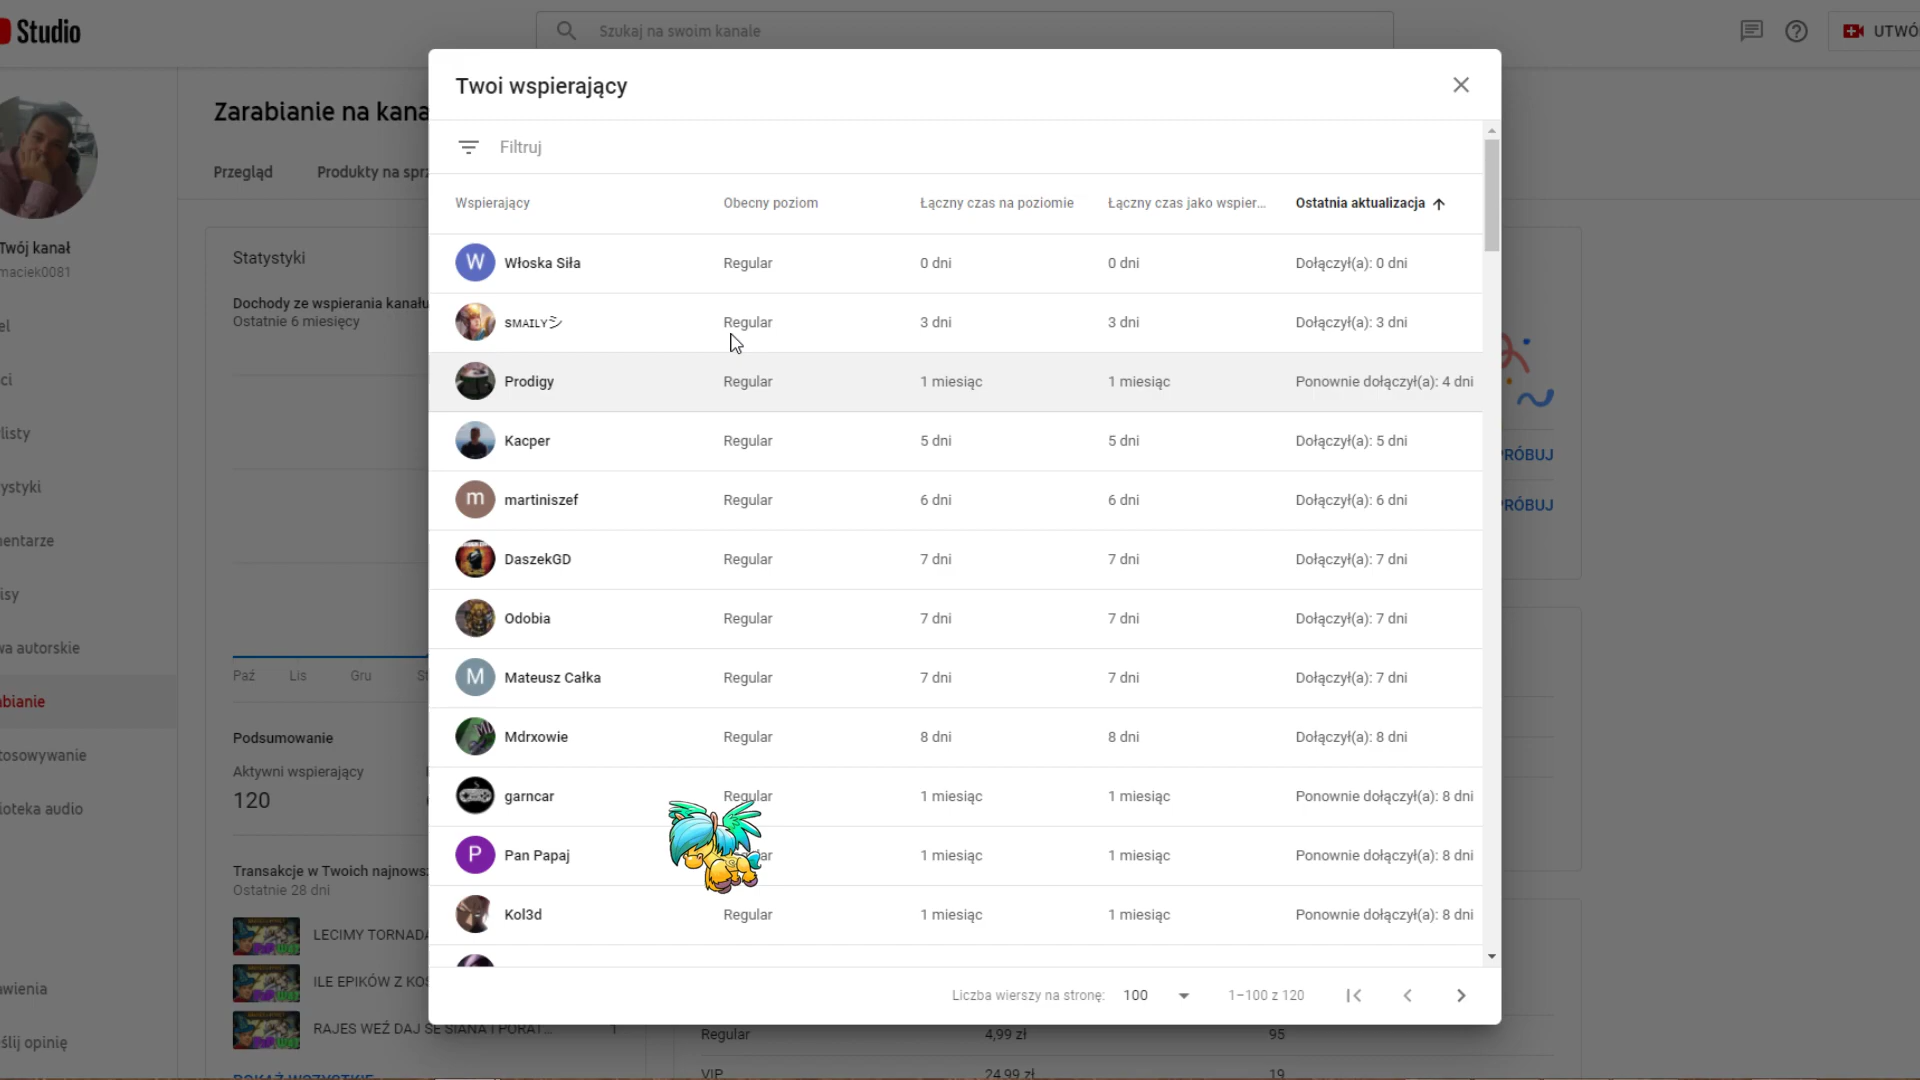 Studio
Szukaj na swoim kanale
Twoi wspierający
Zarabianie na kana
Przegląd
Filtruj
Wspierający
Obecny poziom
Łączny czas na poziomie
Łączny czas jako wspier...
Ostatnia aktualizacja
Twój kanał
maciek0081
Statystyki
Dochody ze wspierania kanału
Ostatnie 6 miesięcy
W
Włoska Siła
Regular
0 dni
0 dni
Dołączył(a): 0 dni
sᴍᴀɪʟʏシ
Regular
3 dni
3 dni
Dołączył(a): 3 dni
Prodigy
Regular
1 miesiąc
1 miesiąc
Ponownie dołączył(a): 4 dni
Kacper
Regular
5 dni
5 dni
Dołączył(a): 5 dni
m
martiniszef
Regular
6 dni
6 dni
Dołączył(a): 6 dni
DaszekGD
Regular
7 dni
7 dni
Dołączył(a): 7 dni
Odobia
Regular
7 dni
7 dni
Dołączył(a): 7 dni
M
Mateusz Całka
Regular
7 dni
7 dni
Dołączył(a): 7 dni
Mdrxowie
Regular
8 dni
8 dni
Dołączył(a): 8 dni
garncar
Regular
1 miesiąc
1 miesiąc
Ponownie dołączył(a): 8 dni
P
Pan Papaj
1 miesiąc
1 miesiąc
Ponownie dołączył(a): 8 dni
Kol3d
Regular
1 miesiąc
1 miesiąc
Ponownie dołączył(a): 8 dni
Paź
Lis
Gru
Podsumowanie
Aktywni wspierający
120
Transakcje w Twoich najnows
Ostatnie 28 dni
LECIMY TORNAD
ILE EPIKÓW Z KO
RAJES WEŹ DAJ SE SIANA I PORAT...
1
Liczba wierszy na stronę:
100
1–100 z 120
Regular
4,99 zł
95
VIP
24,99 zł
19